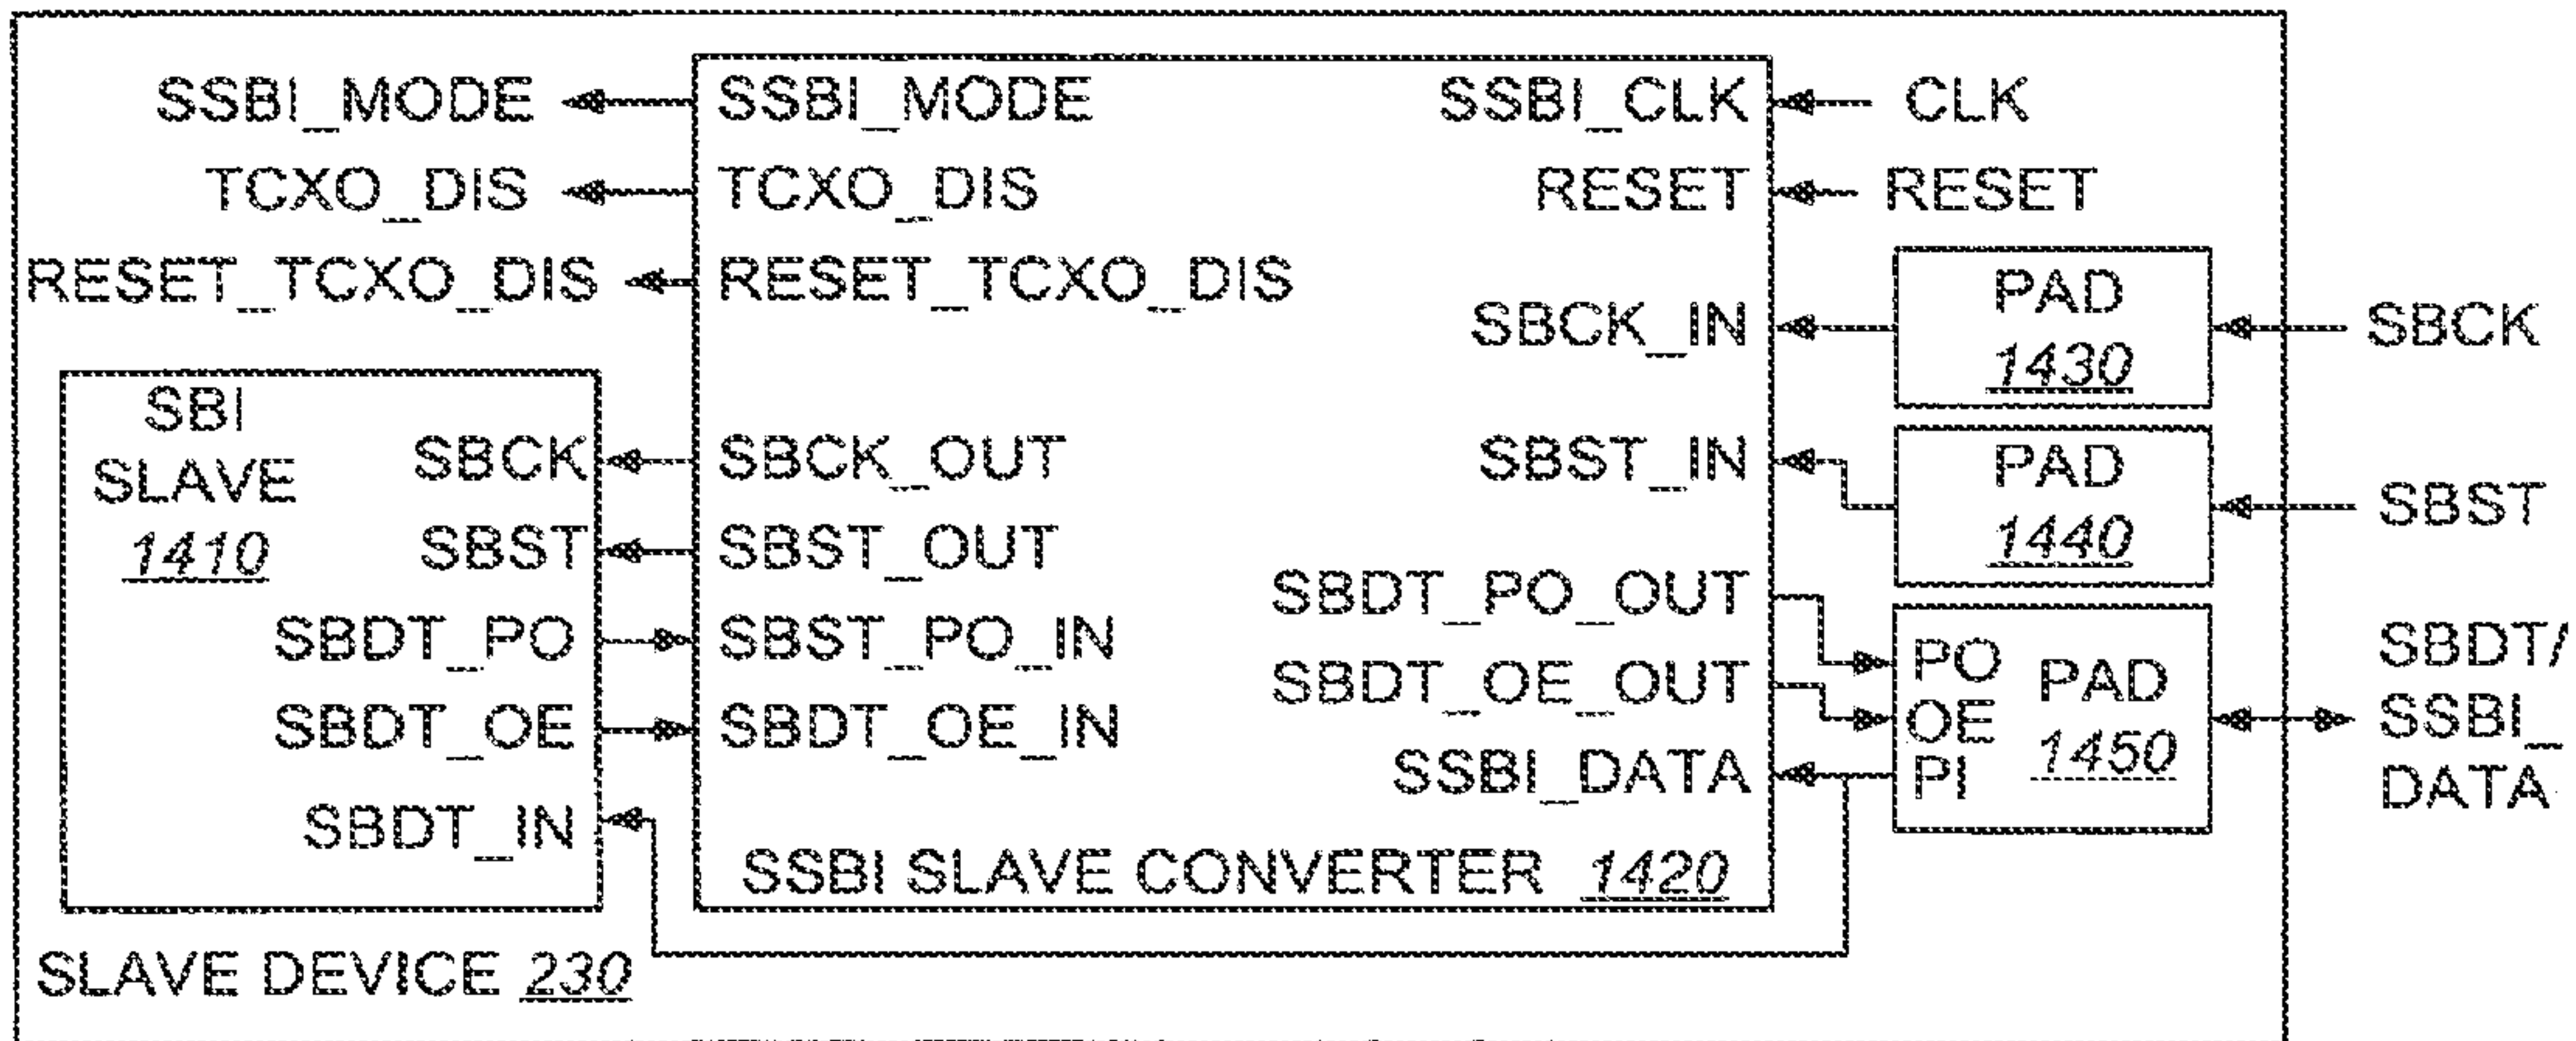 SSBI_MODE
SSBI_MODE
SSBI_CLK
CLK
TCXO_DIS
TCXO_DIS
RESET
RESET
RESET_TCXO_DIS
RESET_TCXO_DIS
SBCK_IN
PAD
1430
SBCK
SBI
SLAVE
1410
SBCK
SBCK_OUT
SBST_IN
PAD
1440
SBST
SBST
SBST_OUT
SBDT_PO
SBST_PO_IN
SBDT_PO_OUT
SBDT_OE
SBDT_OE_IN
SBDT_OE_OUT
SSBI_DATA
PO
OE
PI
PAD
1450
SBDT/
SSBI_
DATA
SBDT_IN
SSBI SLAVE CONVERTER 1420
SLAVE DEVICE 230